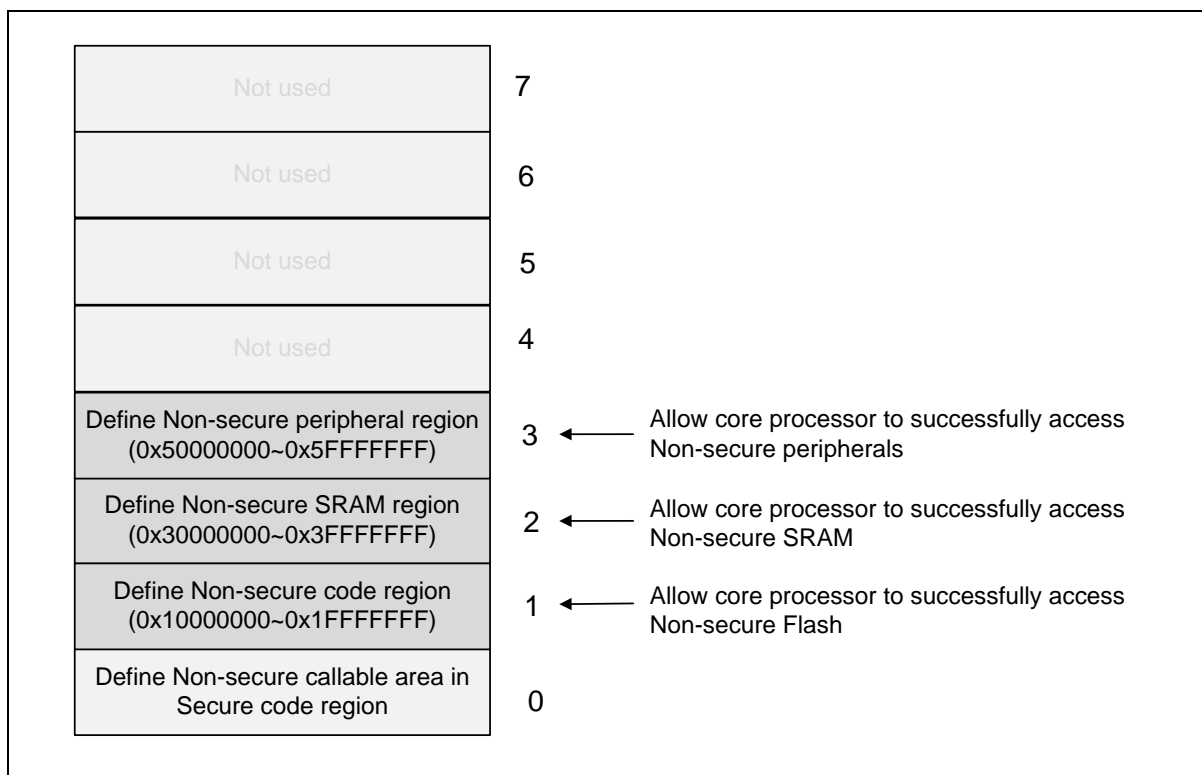 Not used
7
Not used
6
Not used
5
Not used
4
Define Non-secure peripheral region
(0x50000000~0x5FFFFFFF)
3
Allow core processor to successfully access
Non-secure peripherals
Define Non-secure SRAM region
(0x30000000~0x3FFFFFFF)
2
Allow core processor to successfully access
Non-secure SRAM
Define Non-secure code region
(0x10000000~0x1FFFFFFF)
1
Allow core processor to successfully access
Non-secure Flash
Define Non-secure callable area in
Secure code region
0